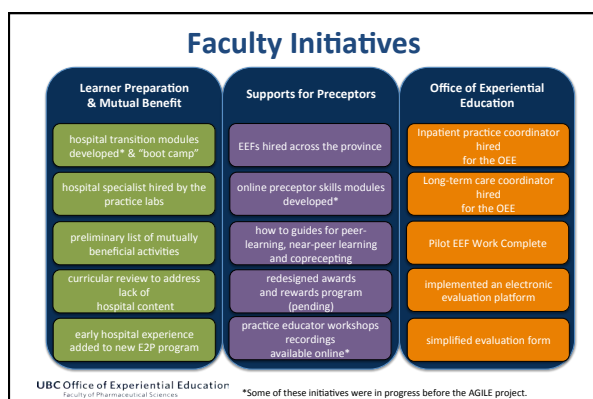 Faculty Initiatives
Learner Preparation
& Mutual Benefit
hospital transition modules
developed* & "boot camp"
hospital specialist hired by the
practice labs
preliminary list of mutually
beneficial activities
curricular review to address
lack of
hospital content
early hospital experience
added to new E2P program
Supports for Preceptors
EEFs hired across the province
online preceptor skills modules
developed*
how to guides for peer-
learning, near-peer learning
and coprecepting
redesigned awards
and rewards program
(pending)
practice educator workshops
recordings
available online*
Office of Experiential
Education
Inpatient practice coordinator
hired
for the OEE
Long-term care coordinator
hired
for the OEE
Pilot EEF Work Complete
implemented an electronic
evaluation platform
simplified evaluation form
UBC Office of Experiential Education
Faculty of Pharmaceutical Sciences
*Some of these initiatives were in progress before the AGILE project.